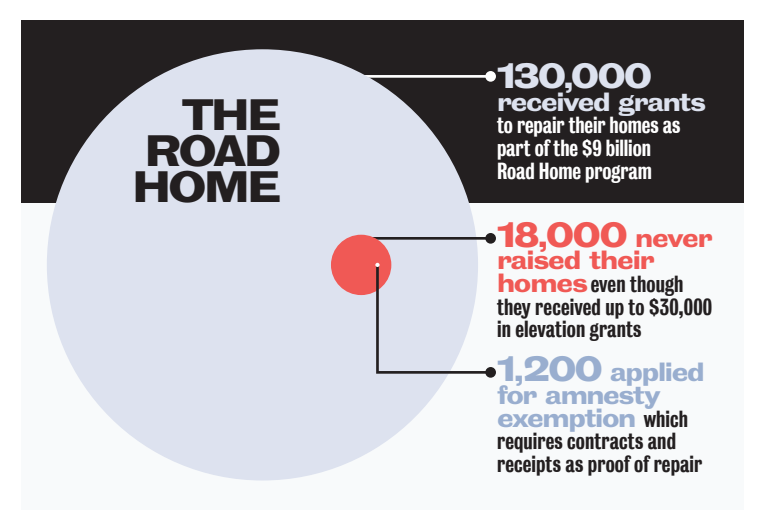 THE
ROAD
HOME
130,000
received grants
to repair their homes as
part of the $9 billion
Road Home program
18,000 never
raised their
homes even though
they received up to $30,000
in elevation grants
1,200 applied
for amnesty
exemption which
requires contracts and
receipts as proof of repair